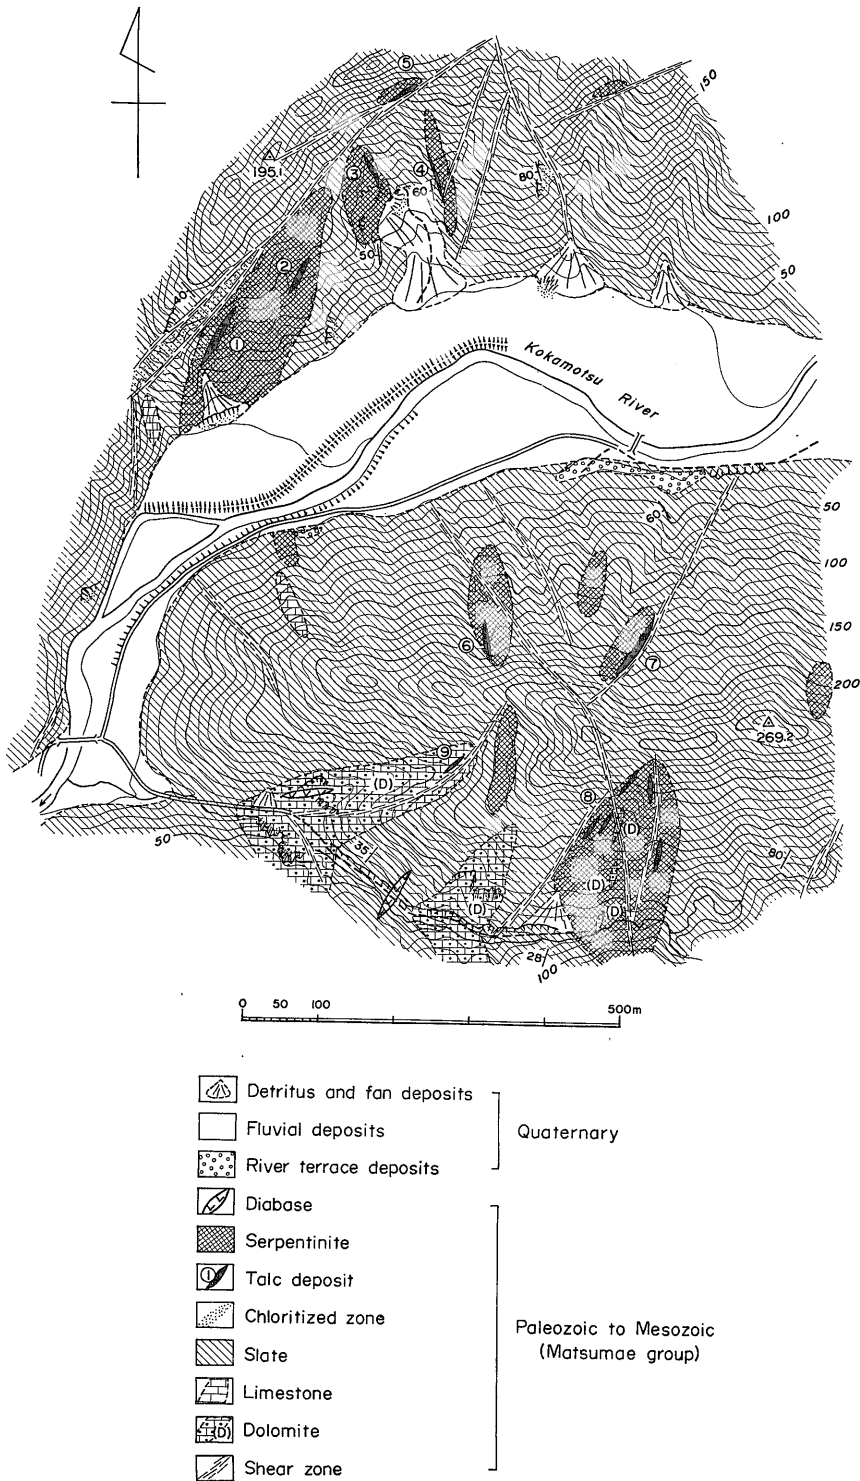 ⑤
150
195.1
③
④
80
60
100
50
②
50
40
①
Kokamotsu River
60
50
100
150
⑥
⑦
200
269.2
⑨
(D)
⑧
(D)
50
35
80
(D)
(D)
(D)
28
100
0 50 100 500m
Detritus and fan deposits
Fluvial deposits
Quaternary
River terrace deposits
Diabase
Serpentinite
① Talc deposit
Chloritized zone
Paleozoic to Mesozoic
(Matsumae group)
Slate
Limestone
(D) Dolomite
Shear zone